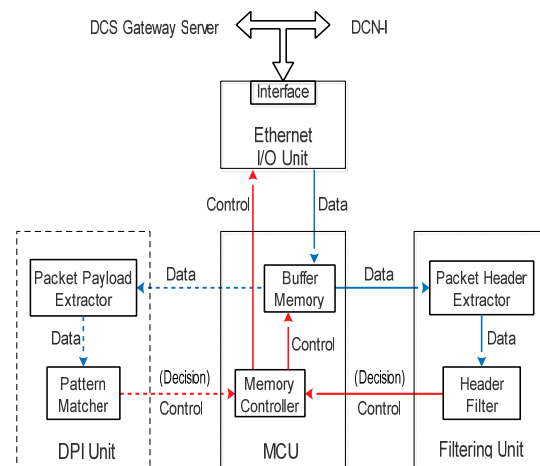 DCS Gateway Server
DCN-I
Interface
Ethernet
I/O Unit
Control
Data
Packet Payload
Extractor
Data
Buffer
Memory
Data
Packet Header
Extractor
Data
Control
Data
Pattern
Matcher
(Decision)
Control
Memory
Controller
(Decision)
Control
Header
Filter
DPI Unit
MCU
Filtering Unit